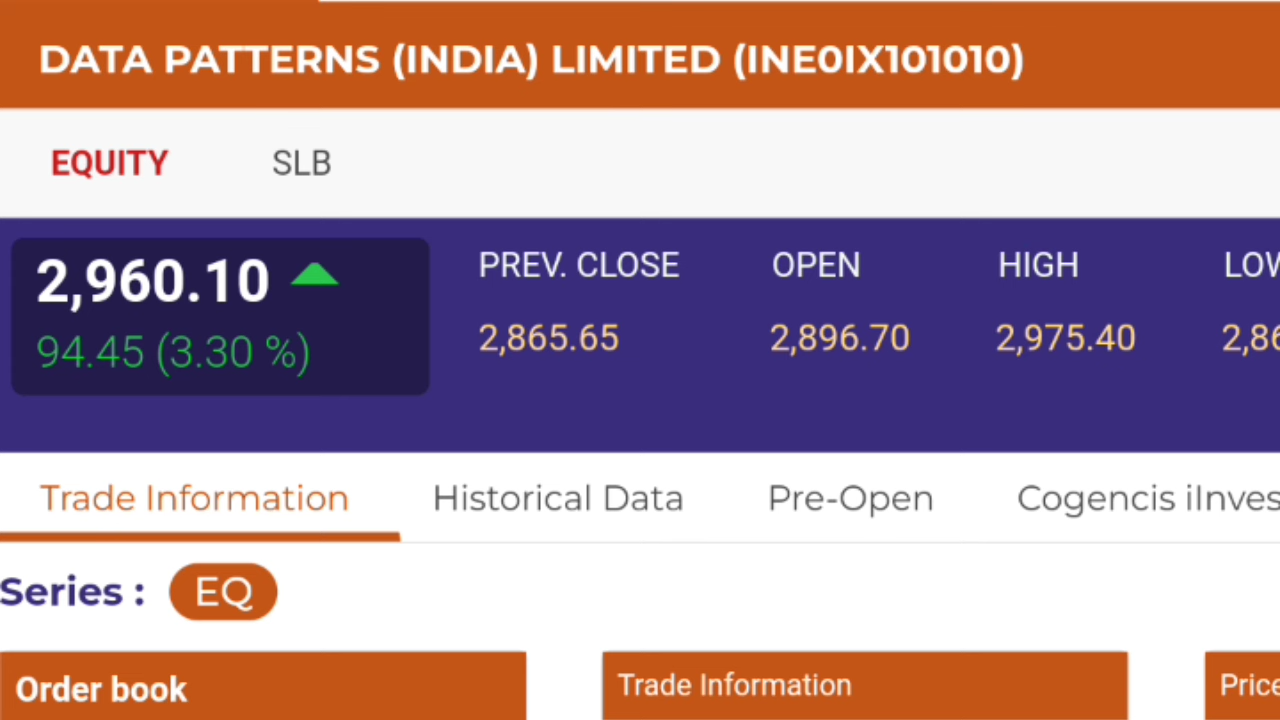 DATA PATTERNS (INDIA) LIMITED (INE0IX101010)
EQUITY SLB
2,960.10 PREV. CLOSE OPEN HIGH
94.45 (3.30 %) 2,865.65 2,896.70 2,975.40
Trade Information Historical Data Pre-Open Cogencis
Series : EQ
Order book Trade Information